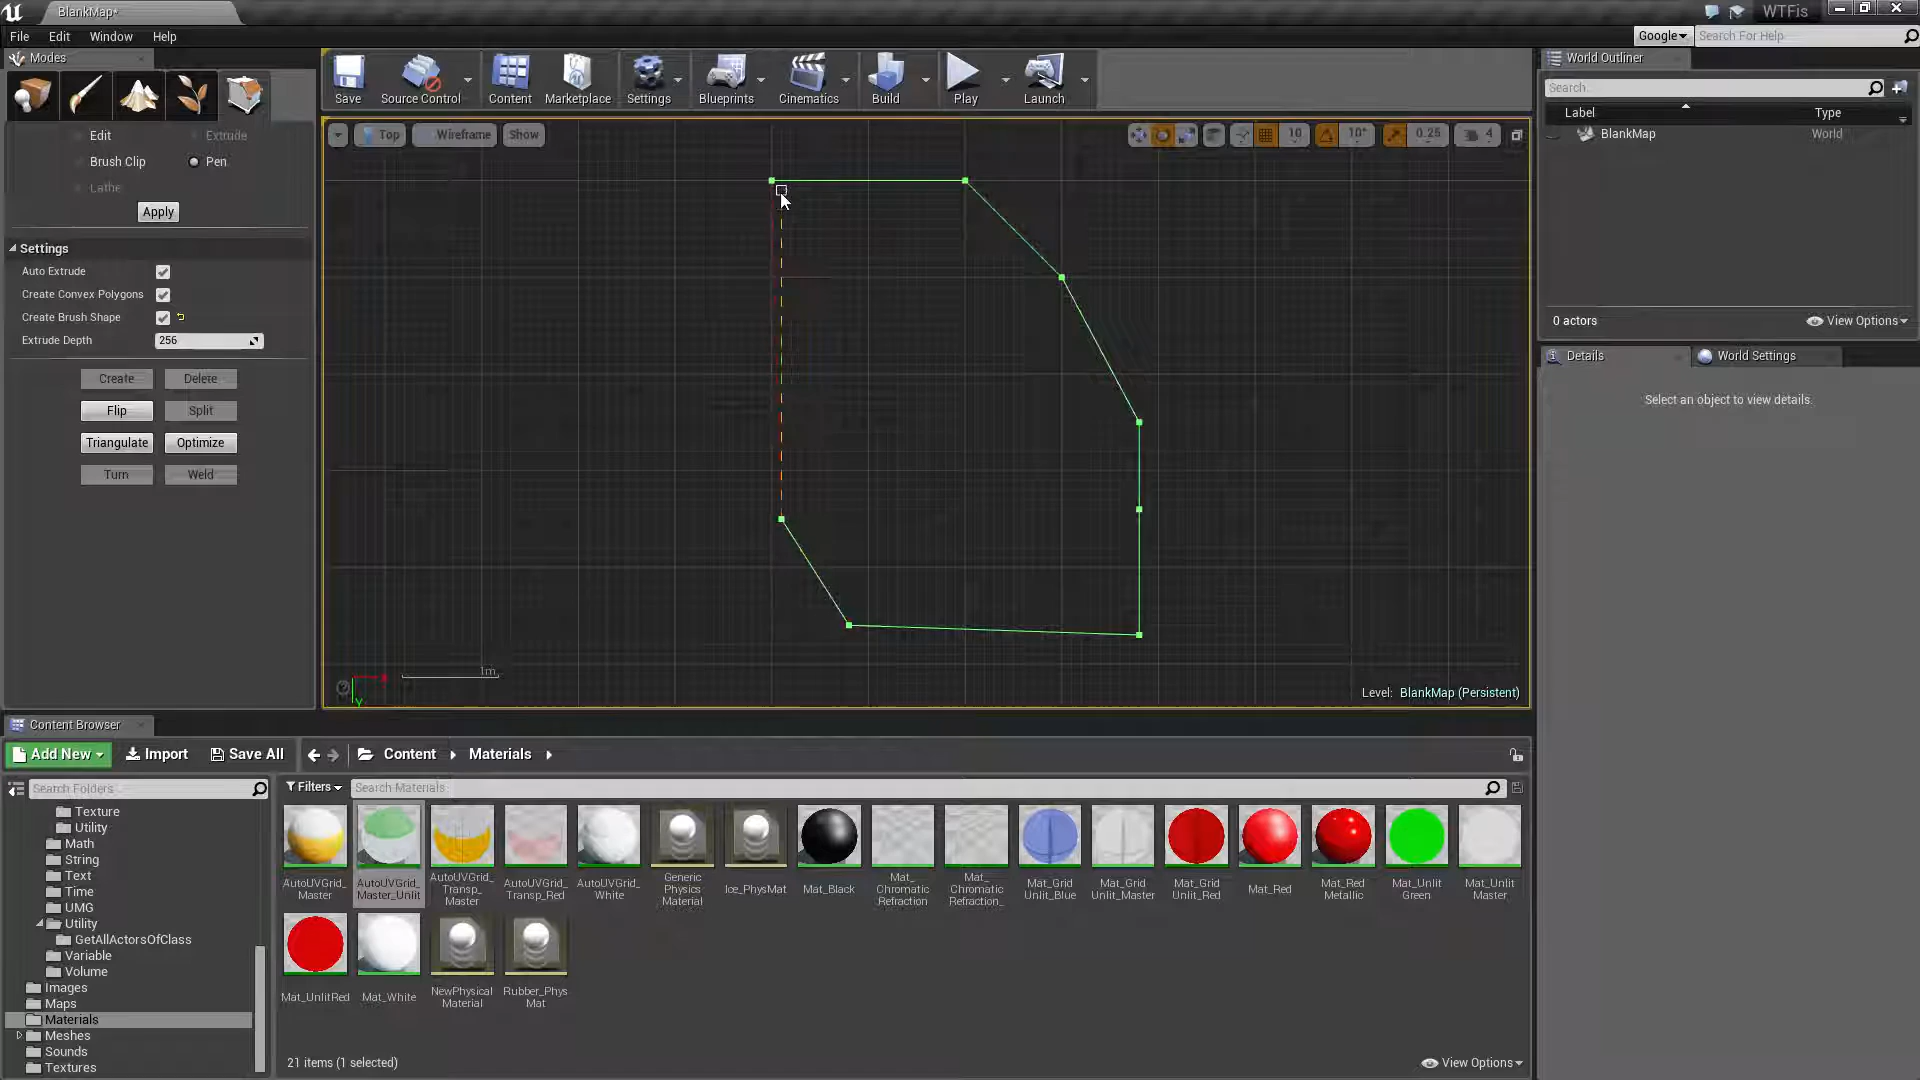 BlankMap*
WTFis
File Edit Window Help
Google
Search For Help
Modes
Edit
Extrude
Brush Clip
Pen
Lathe
Apply
Settings
Auto Extrude
Create Convex Polygons
Create Brush Shape
Extrude Depth
256
Create
Delete
Flip
Split
Triangulate
Optimize
Turn
Weld
Save
Source Control
Content
Marketplace
Settings
Blueprints
Cinematics
Build
Play
Launch
Top
Wireframe
Show
10
10°
0.25
4
1m
Y
Level: BlankMap (Persistent)
World Outliner
Search...
Label
Type
BlankMap
World
0 actors
View Options
Details
World Settings
Select an object to view details.
Content Browser
Add New
Import
Save All
Content
Materials
Search Folders
Filters
Search Materials
Texture
Utility
Math
String
Text
Time
UMG
Utility
GetAllActorsOfClass
Variable
Volume
Images
Maps
Materials
Meshes
Sounds
Textures
AutoUVGrid_
Master
AutoUVGrid_
Master_Unlit
AutoUVGrid_
Transp_
Master
AutoUVGrid_
Transp_Red
AutoUVGrid_
White
Generic
Physics
Material
Ice_PhysMat
Mat_Black
Mat_
Chromatic
Refraction
Mat_
Chromatic
Refraction_
Mat_Grid
Unlit_Blue
Mat_Grid
Unlit_Master
Mat_Grid
Unlit_Red
Mat_Red
Mat_Red
Metallic
Mat_Unlit
Green
Mat_Unlit
Master
Mat_UnlitRed
Mat_White
NewPhysical
Material
Rubber_Phys
Mat
21 items (1 selected)
View Options